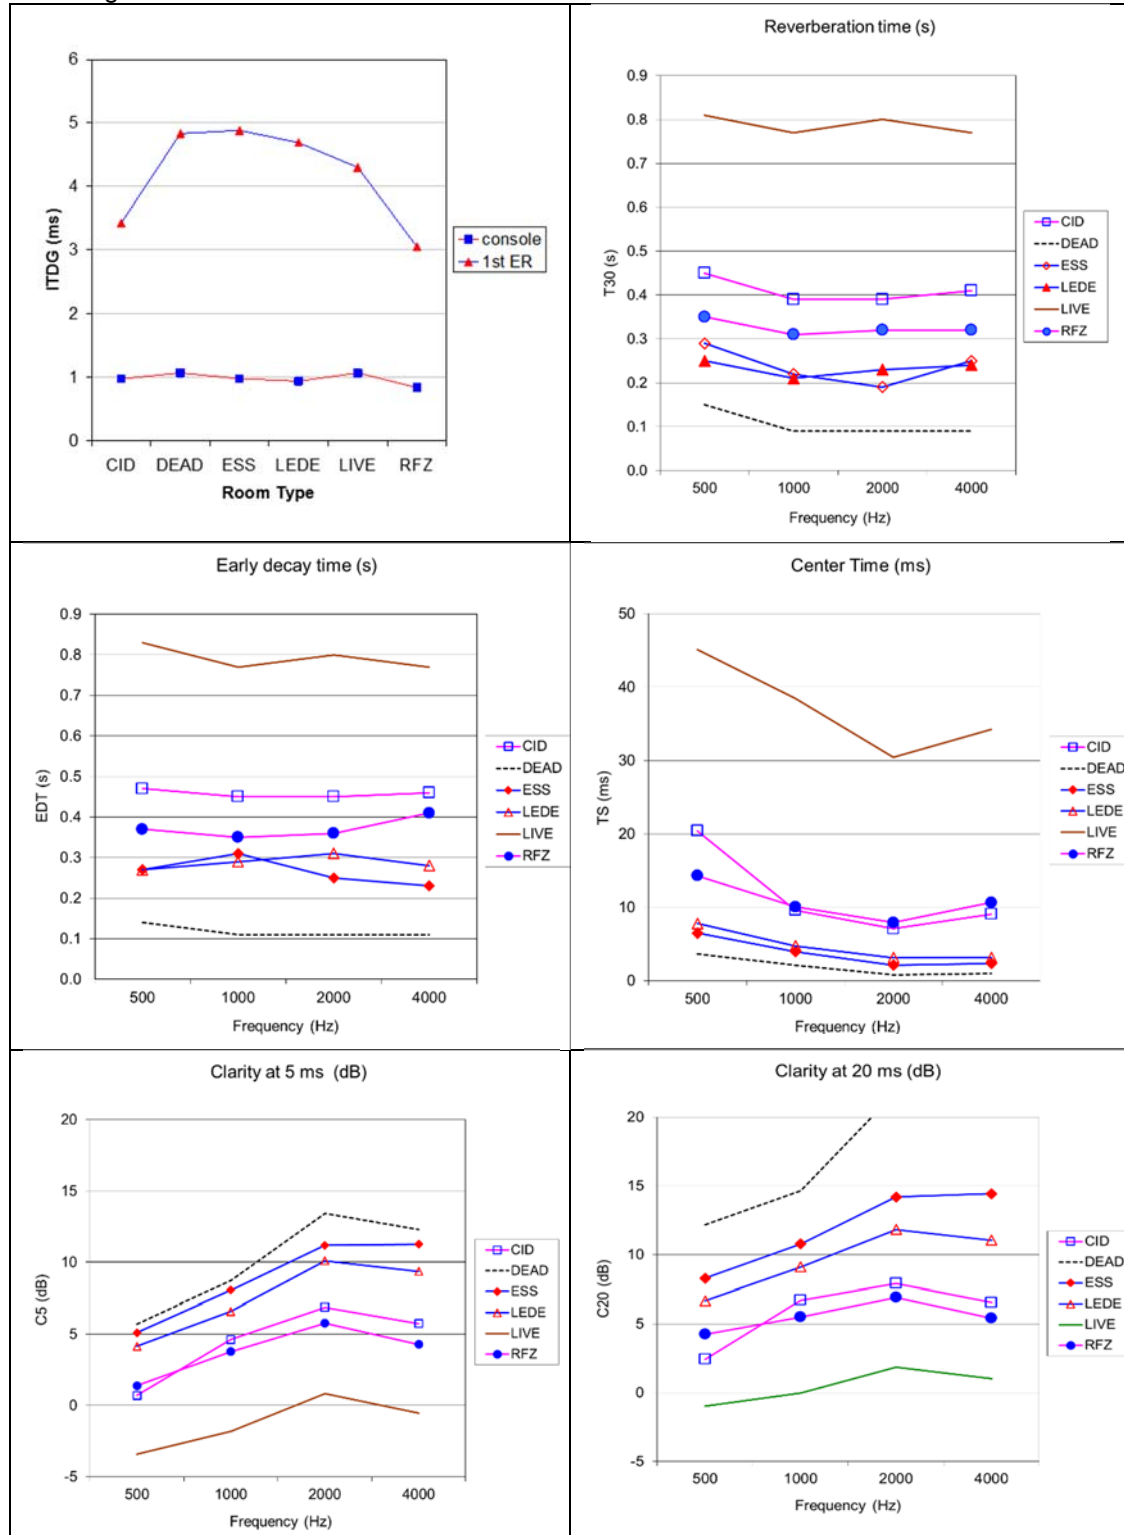 ITDG (ms)
6
5
4
3
2
1
0
CID DEAD ESS LEDE LIVE RFZ
Room Type
console
1st ER
Reverberation time (s)
T30 (s)
0.9
0.8
0.7
0.6
0.5
0.4
0.3
0.2
0.1
0.0
500 1000 2000 4000
Frequency (Hz)
CID
DEAD
ESS
LEDE
LIVE
RFZ
Early decay time (s)
EDT (s)
0.9
0.8
0.7
0.6
0.5
0.4
0.3
0.2
0.1
0.0
500 1000 2000 4000
Frequency (Hz)
CID
DEAD
ESS
LEDE
LIVE
RFZ
Center Time (ms)
TS (ms)
50
40
30
20
10
0
500 1000 2000 4000
Frequency (Hz)
CID
DEAD
ESS
LEDE
LIVE
RFZ
Clarity at 5 ms (dB)
C5 (dB)
20
15
10
5
0
-5
500 1000 2000 4000
Frequency (Hz)
CID
DEAD
ESS
LEDE
LIVE
RFZ
Clarity at 20 ms (dB)
C20 (dB)
20
15
10
5
0
-5
500 1000 2000 4000
Frequency (Hz)
CID
DEAD
ESS
LEDE
LIVE
RFZ